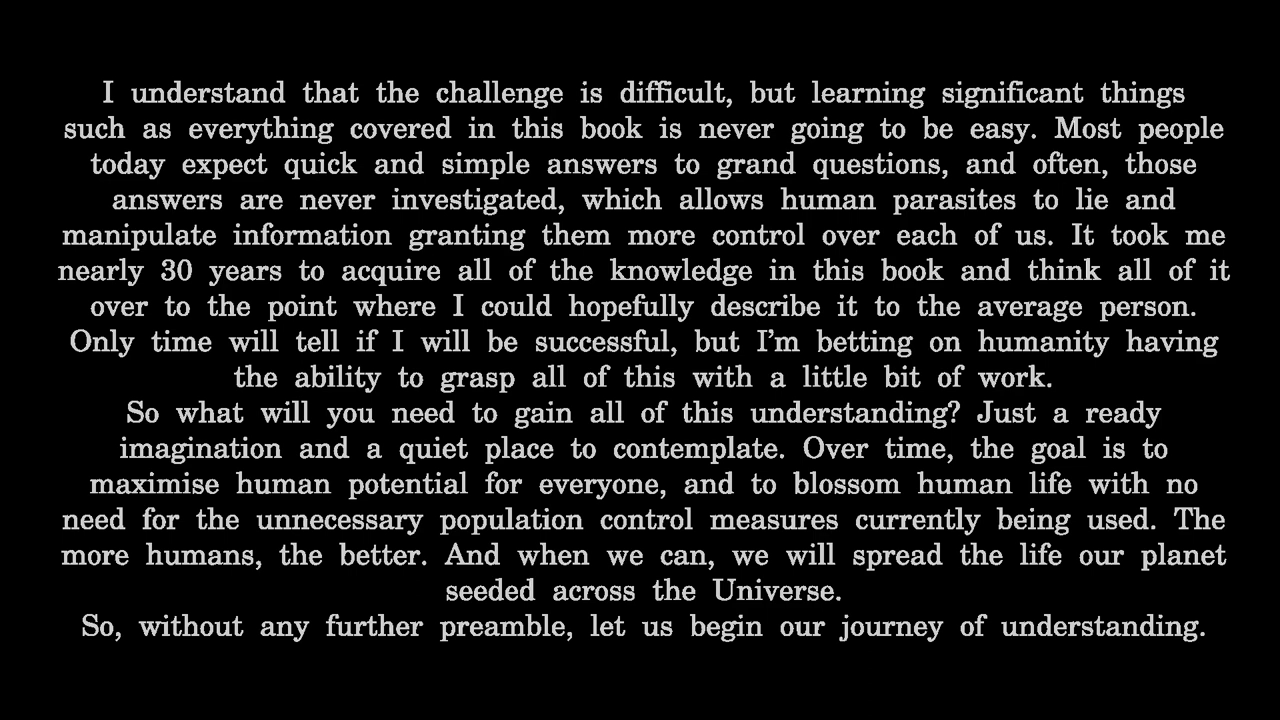 I understand that the challenge is difficult, but learning significant things
such as everything covered in this book is never going to be easy. Most people
today expect quick and simple answers to grand questions, and often, those
answers are never investigated, which allows human parasites to lie and
manipulate information granting them more control over each of us. It took me
nearly 30 years to acquire all of the knowledge in this book and think all of it
over to the point where I could hopefully describe it to the average person.
Only time will tell if I will be successful, but I’m betting on humanity having
the ability to grasp all of this with a little bit of work.
So what will you need to gain all of this understanding? Just a ready
imagination and a quiet place to contemplate. Over time, the goal is to
maximise human potential for everyone, and to blossom human life with no
need for the unnecessary population control measures currently being used. The
more humans, the better. And when we can, we will spread the life our planet
seeded across the Universe.
So, without any further preamble, let us begin our journey of understanding.